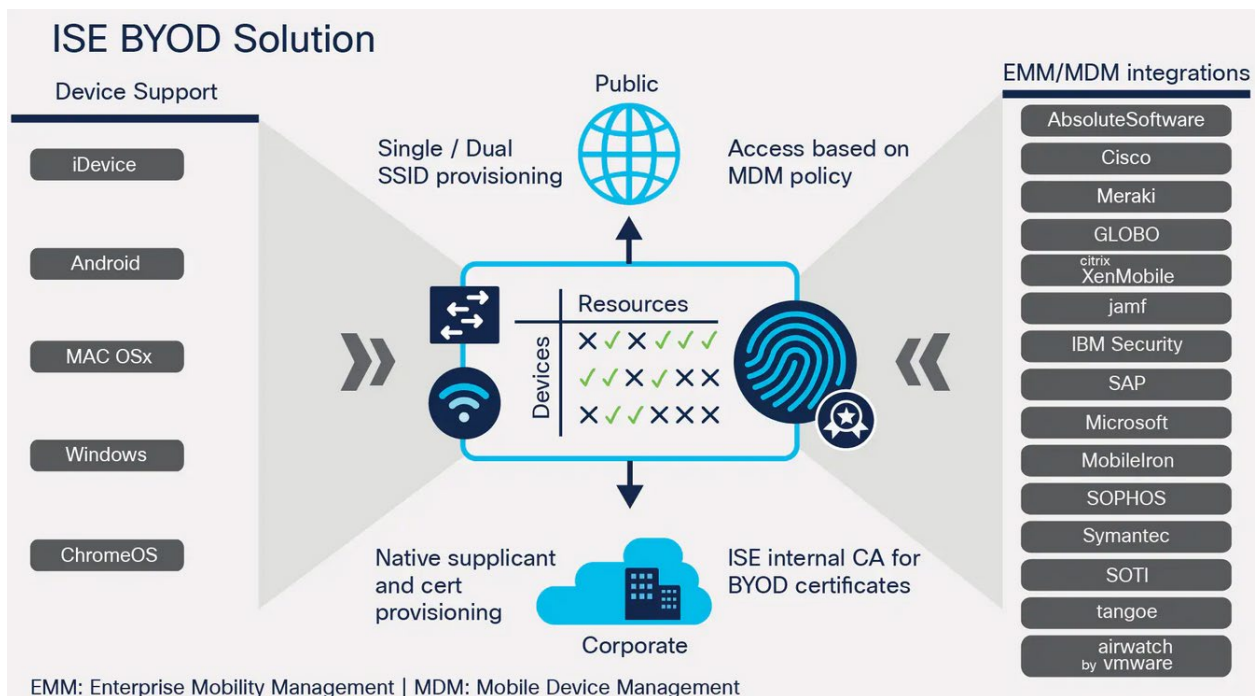 ISE BYOD Solution
Device Support
iDevice
Android
MAC OSx
Windows
ChromeOS
Single / Dual
SSID provisioning
Public
Access based on
MDM policy
Resources
Devices
Native supplicant
and cert
provisioning
Corporate
ISE internal CA for
BYOD certificates
EMM/MDM integrations
AbsoluteSoftware
Cisco
Meraki
GLOBO
citrix
XenMobile
jamf
IBM Security
SAP
Microsoft
MobileIron
SOPHOS
Symantec
SOTI
tangoe
airwatch
by vmware
EMM: Enterprise Mobility Management | MDM: Mobile Device Management